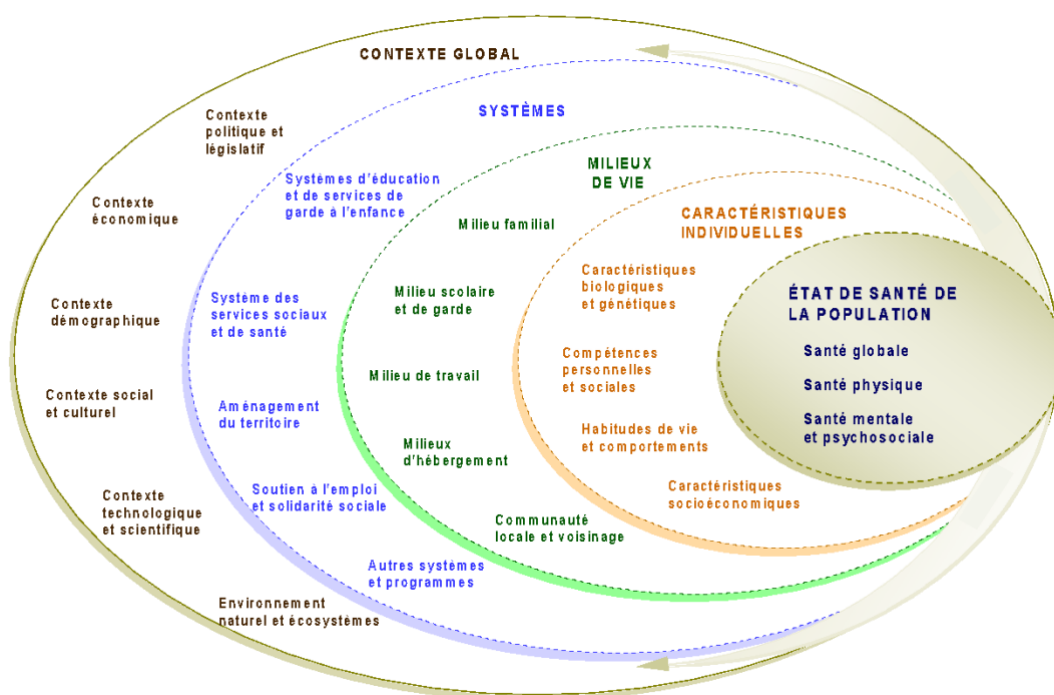 CONTEXTE GLOBAL
Contexte
politique et
législatif
Contexte
économique
Contexte
démographique
Contexte social
et culturel
Contexte
technologique
et scientifique
Environnement
naturel et écosystèmes
SYSTÈMES
Systèmes d'éducation
et de services de
garde à l'enfance
Système des
services sociaux
et de santé
Aménagement
du territoire
Soutien à l'emploi
et solidarité sociale
Autres systèmes
et programmes
MILIEUX
DE VIE
Milieu familial
Milieu scolaire
et de garde
Milieu de travail
Milieux
d'hébergement
Communauté
locale et voisinage
CARACTÉRISTIQUES
INDIVIDUELLES
Caractéristiques
biologiques
et génétiques
Compétences
personnelles
et sociales
Habitudes de vie
et comportements
Caractéristiques
socioéconomiques
ÉTAT DE SANTÉ DE
LA POPULATION
Santé globale
Santé physique
Santé mentale
et psychosociale